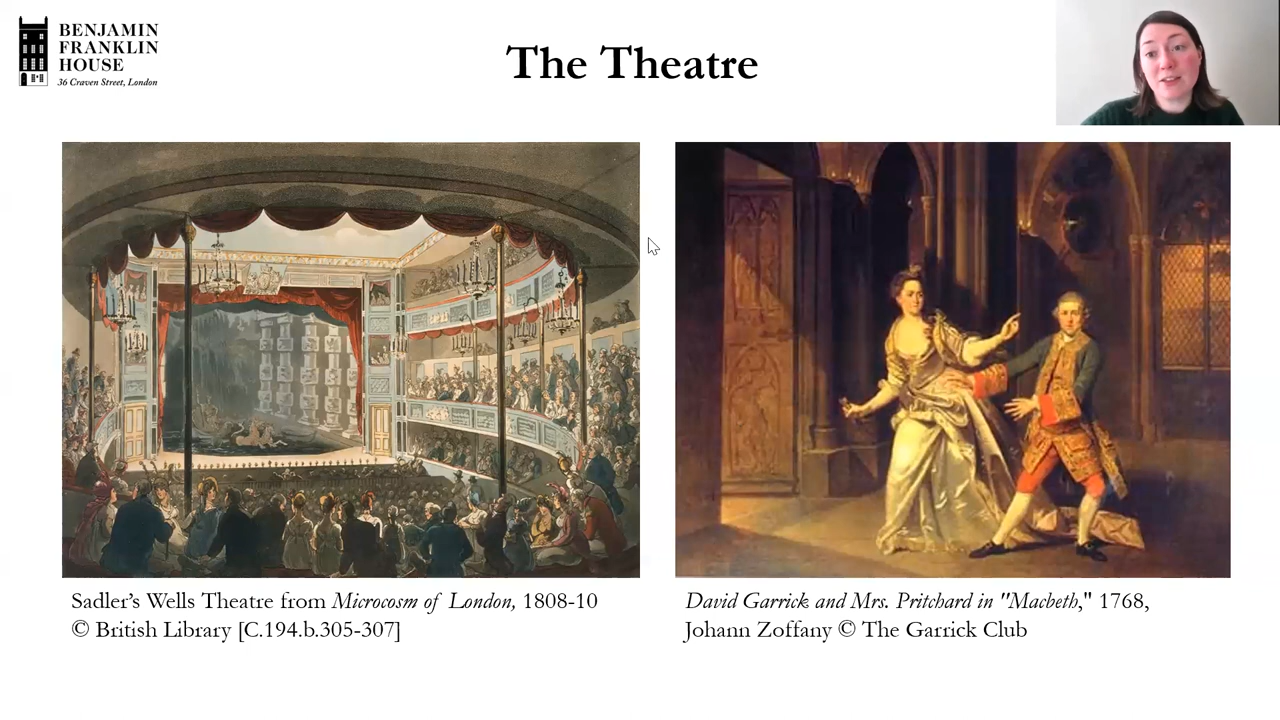 BENJAMIN
FRANKLIN
HOUSE
36 Craven Street, London
The Theatre
Sadler’s Wells Theatre from Microcosm of London, 1808-10
© British Library [C.194.b.305-307]
David Garrick and Mrs. Pritchard in "Macbeth," 1768,
Johann Zoffany © The Garrick Club